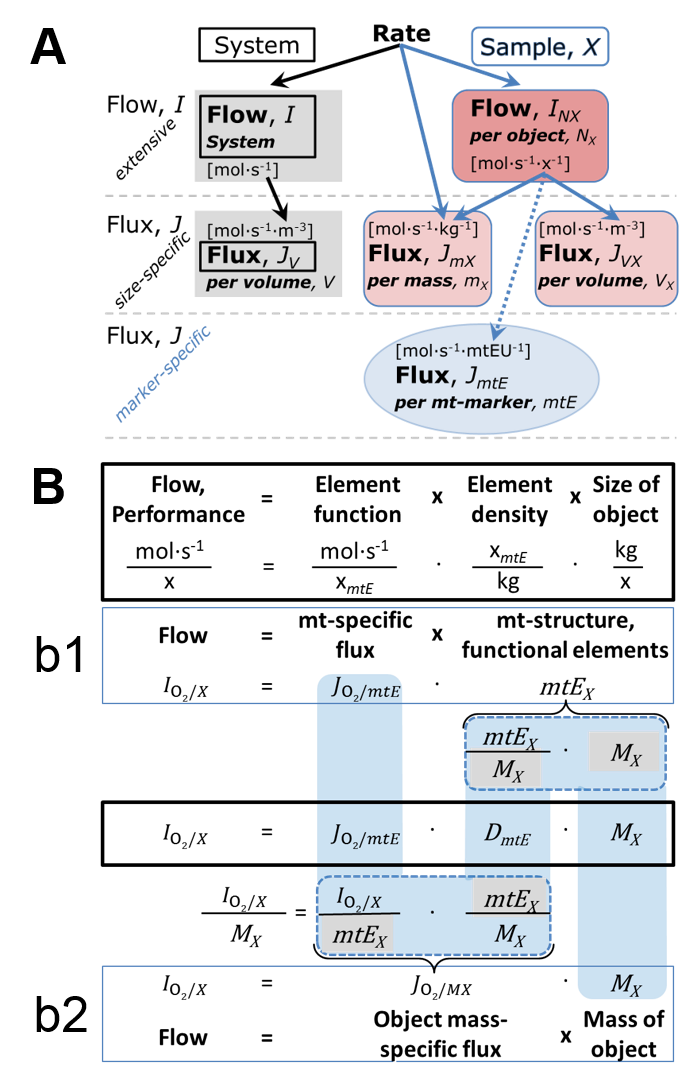 A
Rate
System
Sample, X
Flow, I
extensive
Flow, I
System
[mol·s⁻¹]
Flow, I_NX
per object, N_X
[mol·s⁻¹·x⁻¹]
Flux, J
size-specific
[mol·s⁻¹·m⁻³]
Flux, J_V
per volume, V
[mol·s⁻¹·kg⁻¹]
Flux, J_mX
per mass, m_X
[mol·s⁻¹·m⁻³]
Flux, J_VX
per volume, V_X
Flux, J
marker-specific
[mol·s⁻¹·mtEU⁻¹]
Flux, J_mtE
per mt-marker, mtE
B
Flow, Performance = Element function x Element density x Size of object
mol·s⁻¹ / x = mol·s⁻¹ / x_mtE · x_mtE / kg · kg / x
b1
Flow = mt-specific flux x mt-structure, functional elements
I_O₂/X = J_O₂/mtE · mtE_X
mtE_X / M_X · M_X
I_O₂/X = J_O₂/mtE · D_mtE · M_X
I_O₂/X / M_X = I_O₂/X / mtE_X · mtE_X / M_X
b2
I_O₂/X = J_O₂/MX · M_X
Flow = Object mass-specific flux x Mass of object